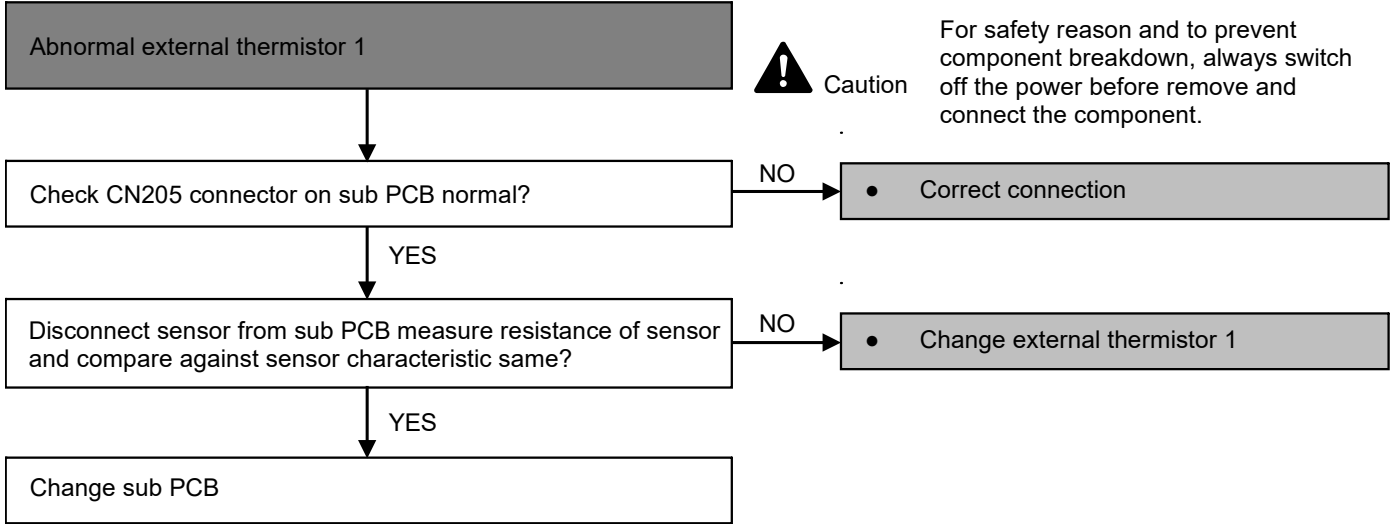 Abnormal external thermistor 1
Caution
For safety reason and to prevent
component breakdown, always switch
off the power before remove and
connect the component.
Check CN205 connector on sub PCB normal?
NO
• Correct connection
YES
Disconnect sensor from sub PCB measure resistance of sensor
and compare against sensor characteristic same?
NO
• Change external thermistor 1
YES
Change sub PCB